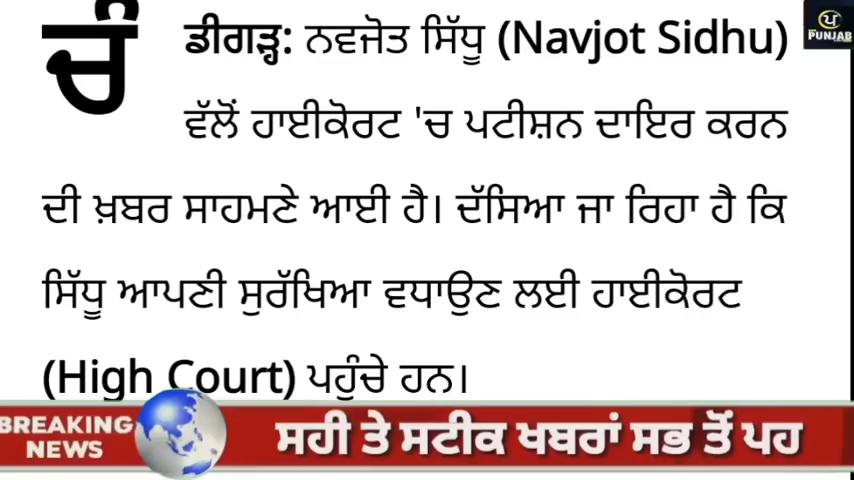 ਚੰਡੀਗੜ੍ਹ: ਨਵਜੋਤ ਸਿੱਧੂ (Navjot Sidhu)
ਵੱਲੋਂ ਹਾਈਕੋਰਟ 'ਚ ਪਟੀਸ਼ਨ ਦਾਇਰ ਕਰਨ
ਦੀ ਖ਼ਬਰ ਸਾਹਮਣੇ ਆਈ ਹੈ। ਦੱਸਿਆ ਜਾ ਰਿਹਾ ਹੈ ਕਿ
ਸਿੱਧੂ ਆਪਣੀ ਸੁਰੱਖਿਆ ਵਧਾਉਣ ਲਈ ਹਾਈਕੋਰਟ
(High Court) ਪਹੁੰਚੇ ਹਨ।
BREAKING
NEWS
ਸਹੀ ਤੇ ਸਟੀਕ ਖਬਰਾਂ ਸਭ ਤੋਂ ਪਹ
ਪ
PUNJAB